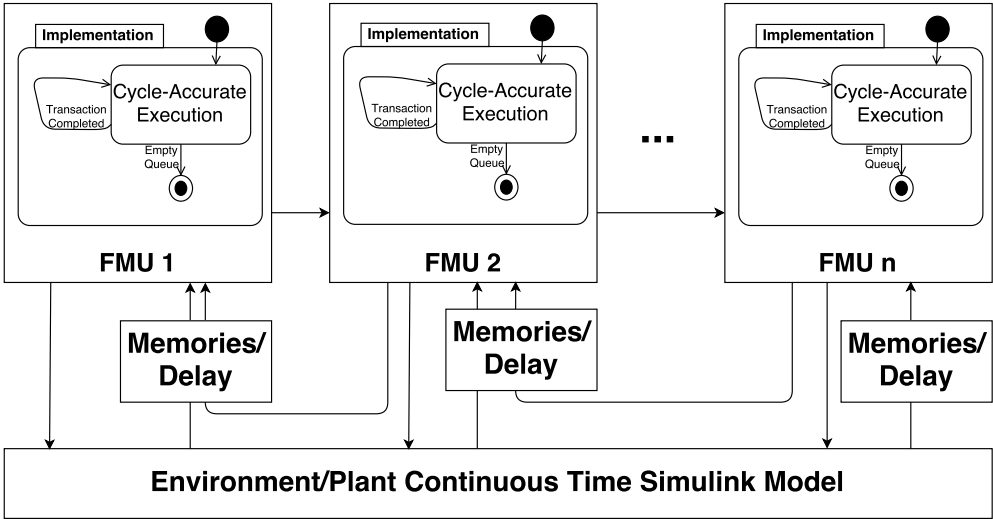 Implementation
Cycle-Accurate
Execution
Transaction
Completed
Empty
Queue
FMU 1
Implementation
Cycle-Accurate
Execution
Transaction
Completed
Empty
Queue
FMU 2
...
Implementation
Cycle-Accurate
Execution
Transaction
Completed
Empty
Queue
FMU n
Memories/
Delay
Memories/
Delay
Memories/
Delay
Environment/Plant Continuous Time Simulink Model